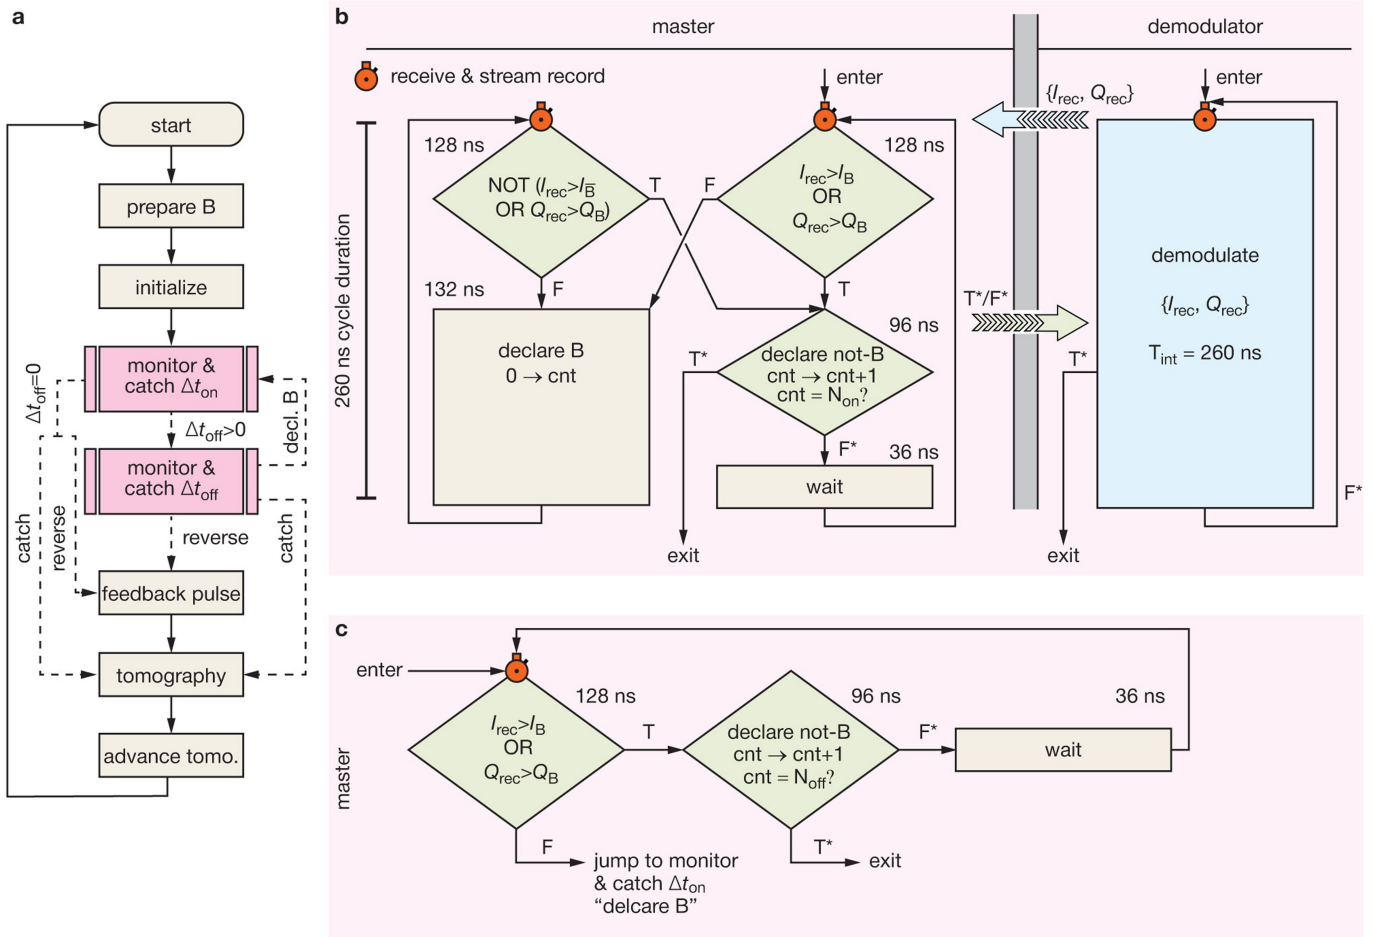 a
start
prepare B
initialize
monitor &
catch Δton
Δtoff=0
Δtoff>0
decl. B
monitor &
catch Δtoff
catch
reverse
reverse
catch
feedback pulse
tomography
advance tomo.
b
master
demodulator
receive & stream record
enter
{Irec, Qrec}
enter
128 ns
128 ns
NOT (Irec>IB̅
OR Qrec>QB)
T
F
Irec>IB
OR
Qrec>QB
260 ns cycle duration
132 ns
F
T
T*/F*
96 ns
declare B
0 → cnt
T*
declare not-B
cnt → cnt+1
cnt = Non?
F*
36 ns
wait
exit
demodulate
{Irec, Qrec}
Tint = 260 ns
T*
F*
exit
c
master
enter
128 ns
Irec>IB
OR
Qrec>QB
T
96 ns
declare not-B
cnt → cnt+1
cnt = Noff?
F*
36 ns
wait
F
jump to monitor
& catch Δton
“delcare B”
T*
exit